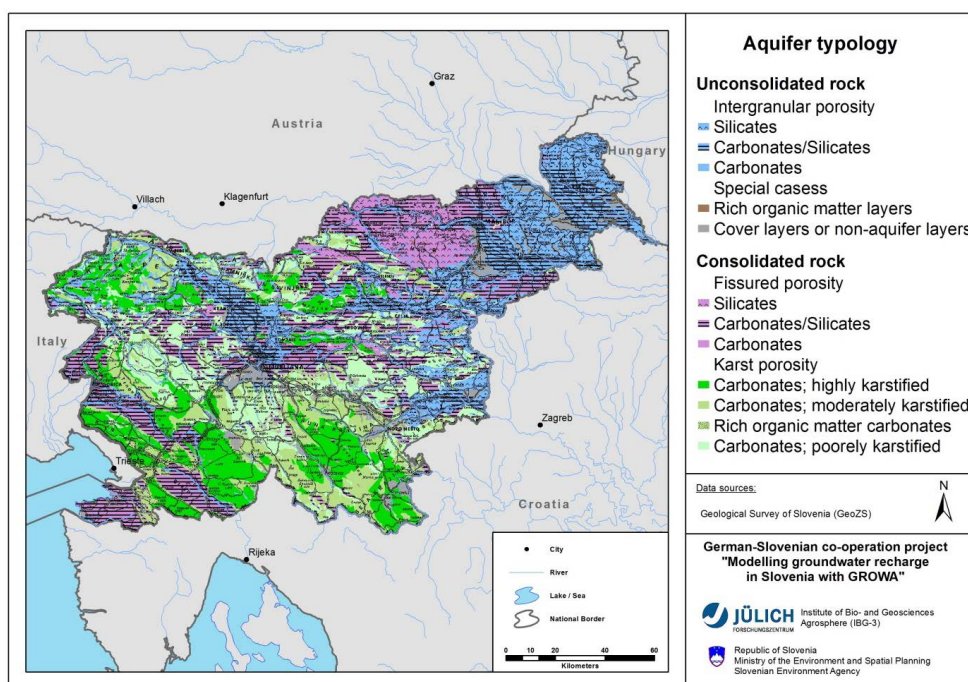 Graz
Austria
Hungary
Villach
Klagenfurt
Italy
Zagreb
Trieste
Croatia
Rijeka
City
River
Lake / Sea
National Border
0 10 20 40 60
Kilometers
Aquifer typology
Unconsolidated rock
Intergranular porosity
Silicates
Carbonates/Silicates
Carbonates
Special casess
Rich organic matter layers
Cover layers or non-aquifer layers
Consolidated rock
Fissured porosity
Silicates
Carbonates/Silicates
Carbonates
Karst porosity
Carbonates; highly karstified
Carbonates; moderately karstified
Rich organic matter carbonates
Carbonates; poorely karstified
Data sources:
N
Geological Survey of Slovenia (GeoZS)
German-Slovenian co-operation project
"Modelling groundwater recharge
in Slovenia with GROWA"
JÜLICH
FORSCHUNGSZENTRUM
Institute of Bio- and Geosciences
Agrosphere (IBG-3)
Republic of Slovenia
Ministry of the Environment and Spatial Planning
Slovenian Environment Agency